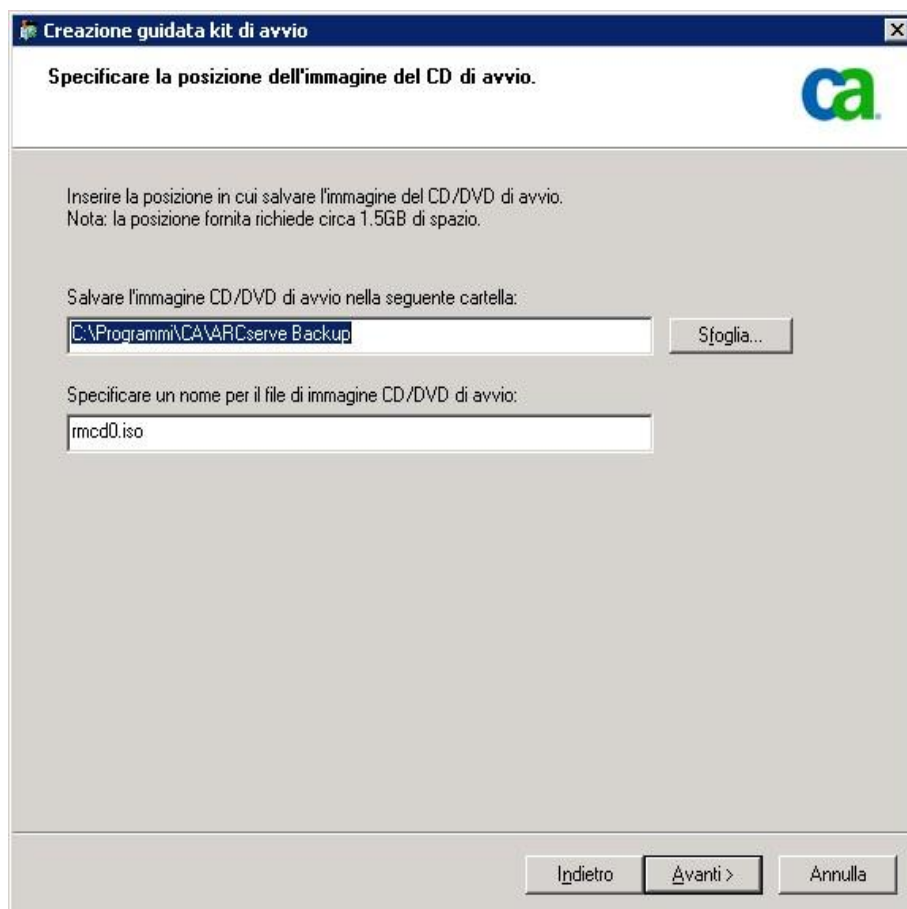 Creazione guidata kit di avvio
Specificare la posizione dell'immagine del CD di avvio.
ca
Inserire la posizione in cui salvare l'immagine del CD/DVD di avvio.
Nota: la posizione fornita richiede circa 1.5GB di spazio.
Salvare l'immagine CD/DVD di avvio nella seguente cartella:
C:\Programmi\CA\ARCserve Backup
Sfoglia...
Specificare un nome per il file di immagine CD/DVD di avvio:
rmcd0.iso
Indietro
Avanti >
Annulla